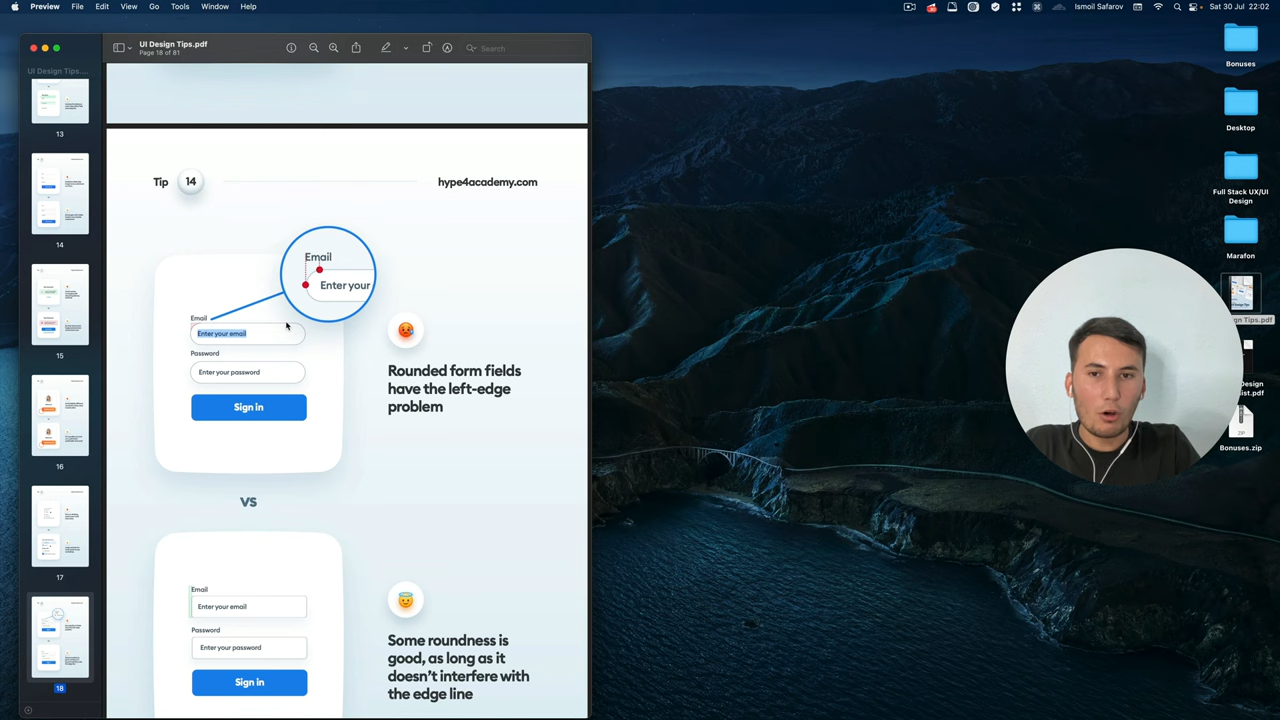 Preview File Edit View Go Tools Window Help
Ismoil Safarov Sat 30 Jul 22:02
UI Design Tips.pdf
Page 18 of 81
Search
UI Design Tips....
13
14
15
16
17
18
Tip 14
hype4academy.com
Email
Enter your
Email
Enter your email
Password
Enter your password
Sign in
Rounded form fields
have the left-edge
problem
VS
Email
Enter your email
Password
Enter your password
Sign in
Some roundness is
good, as long as it
doesn't interfere with
the edge line
Bonuses
Desktop
Full Stack UX/UI
Design
Marafon
ZIP
Bonuses.zip